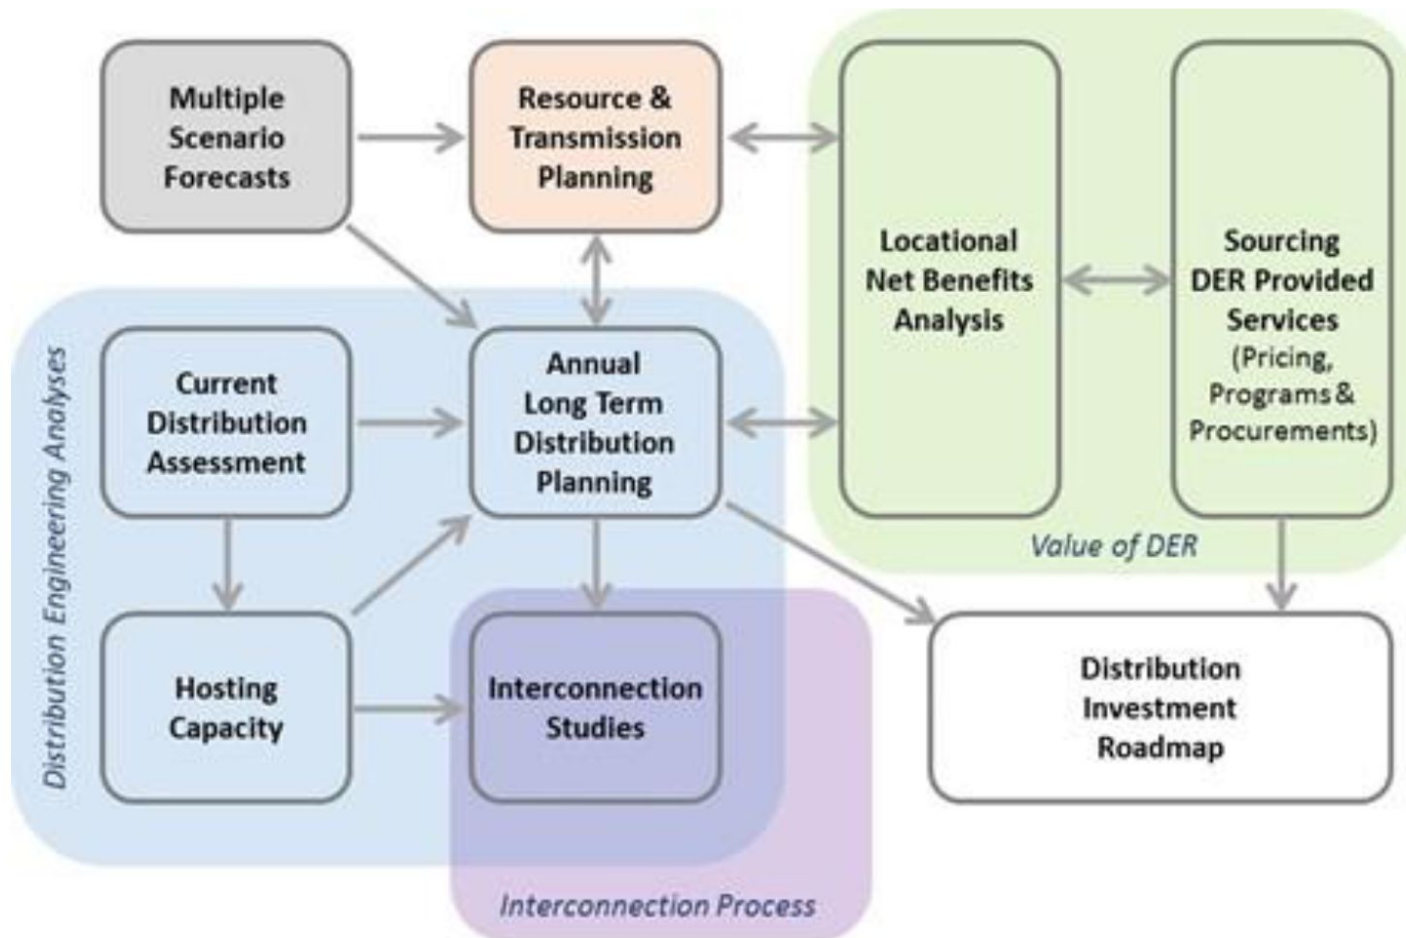 Multiple
Scenario
Forecasts
Resource &
Transmission
Planning
Locational
Net Benefits
Analysis
Sourcing
DER Provided
Services
(Pricing,
Programs &
Procurements)
Value of DER
Distribution Engineering Analyses
Current
Distribution
Assessment
Annual
Long Term
Distribution
Planning
Hosting
Capacity
Interconnection
Studies
Distribution
Investment
Roadmap
Interconnection Process